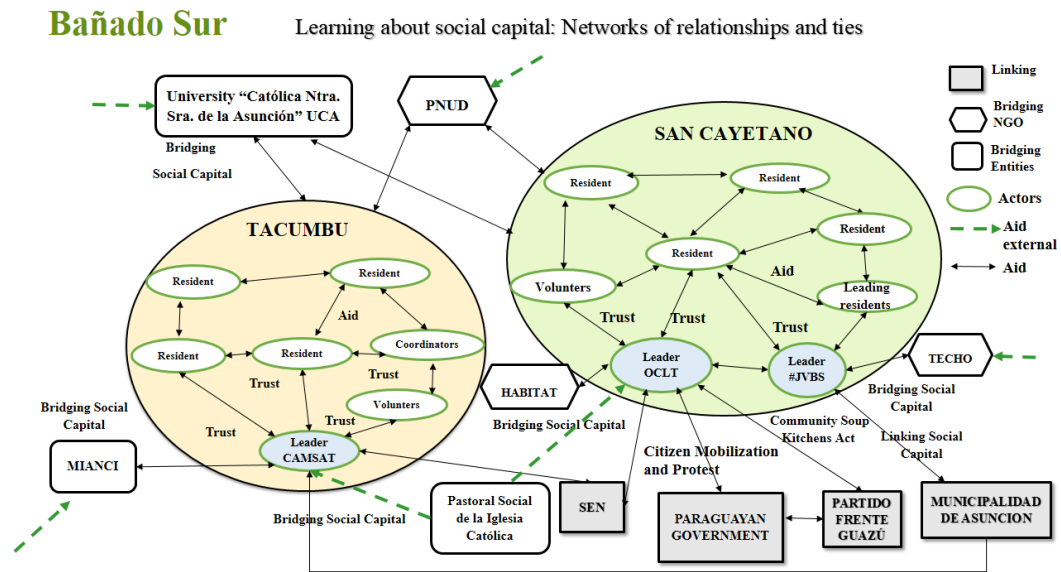 Bañado Sur
Learning about social capital: Networks of relationships and ties
University “Católica Ntra.
Sra. de la Asunción” UCA
PNUD
Linking
Bridging
NGO
Bridging
Entities
Actors
Aid
external
Aid
Bridging
Social Capital
SAN CAYETANO
Resident
Resident
Resident
Resident
Aid
Volunters
Leading
residents
Trust
Trust
Trust
Leader
OCLT
Leader
#JVBS
TACUMBU
Resident
Resident
Aid
Resident
Resident
Coordinators
Trust
Trust
Volunters
Trust
Trust
Leader
CAMSAT
HABITAT
Bridging Social Capital
TECHO
Bridging Social
Capital
Bridging Social
Capital
MIANCI
Community Soup
Kitchens Act
Linking Social
Capital
Citizen Mobilization
and Protest
Bridging Social Capital
Pastoral Social
de la Iglesia
Católica
SEN
PARAGUAYAN
GOVERNMENT
PARTIDO
FRENTE
GUAZÚ
MUNICIPALIDAD
DE ASUNCION